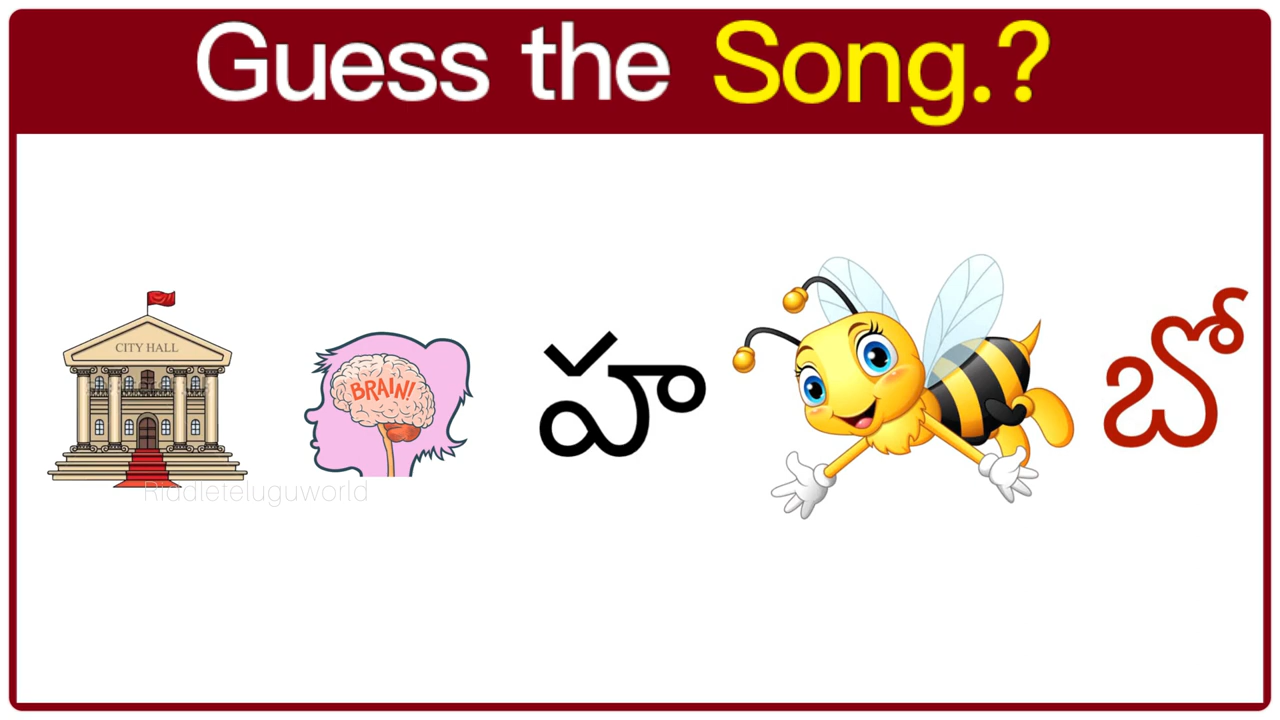 Guess the Song.?
CITY HALL
BRAIN!
హ
బో
Riddleteluguworld